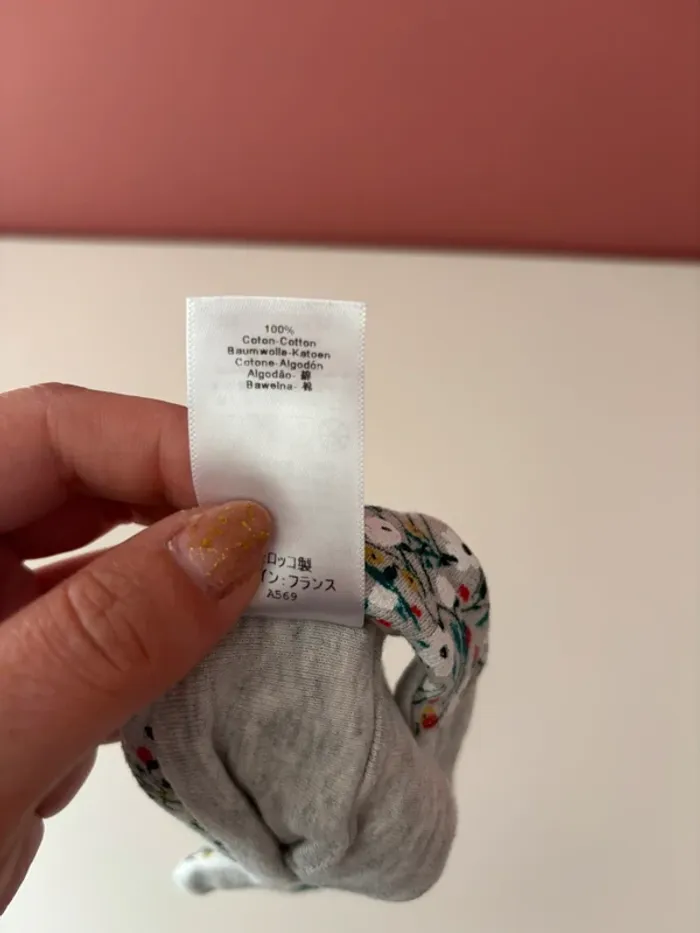 100%
Coton-Cotton
Baumwolle-Katoen
Cotone-Algodón
Algodão- 綿
Bawełna- 棉
ロッコ製
イン:フランス
A569